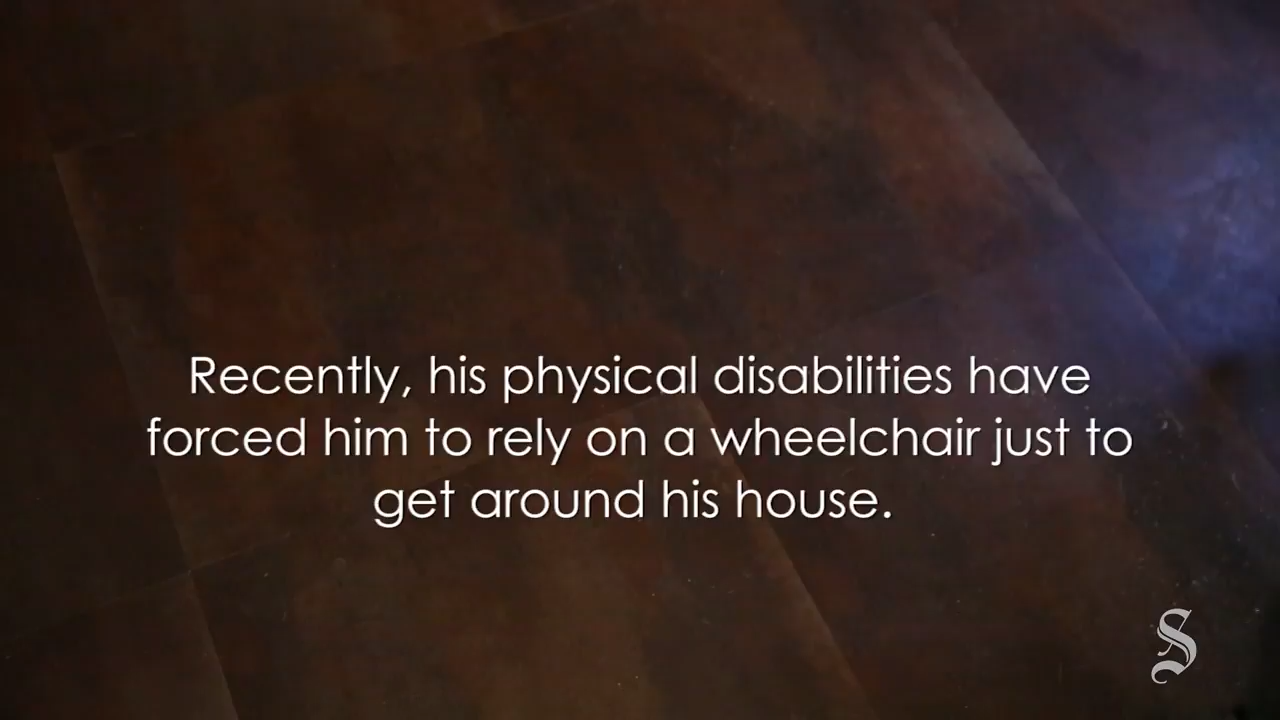 Recently, his physical disabilities have
forced him to rely on a wheelchair just to
get around his house.
S